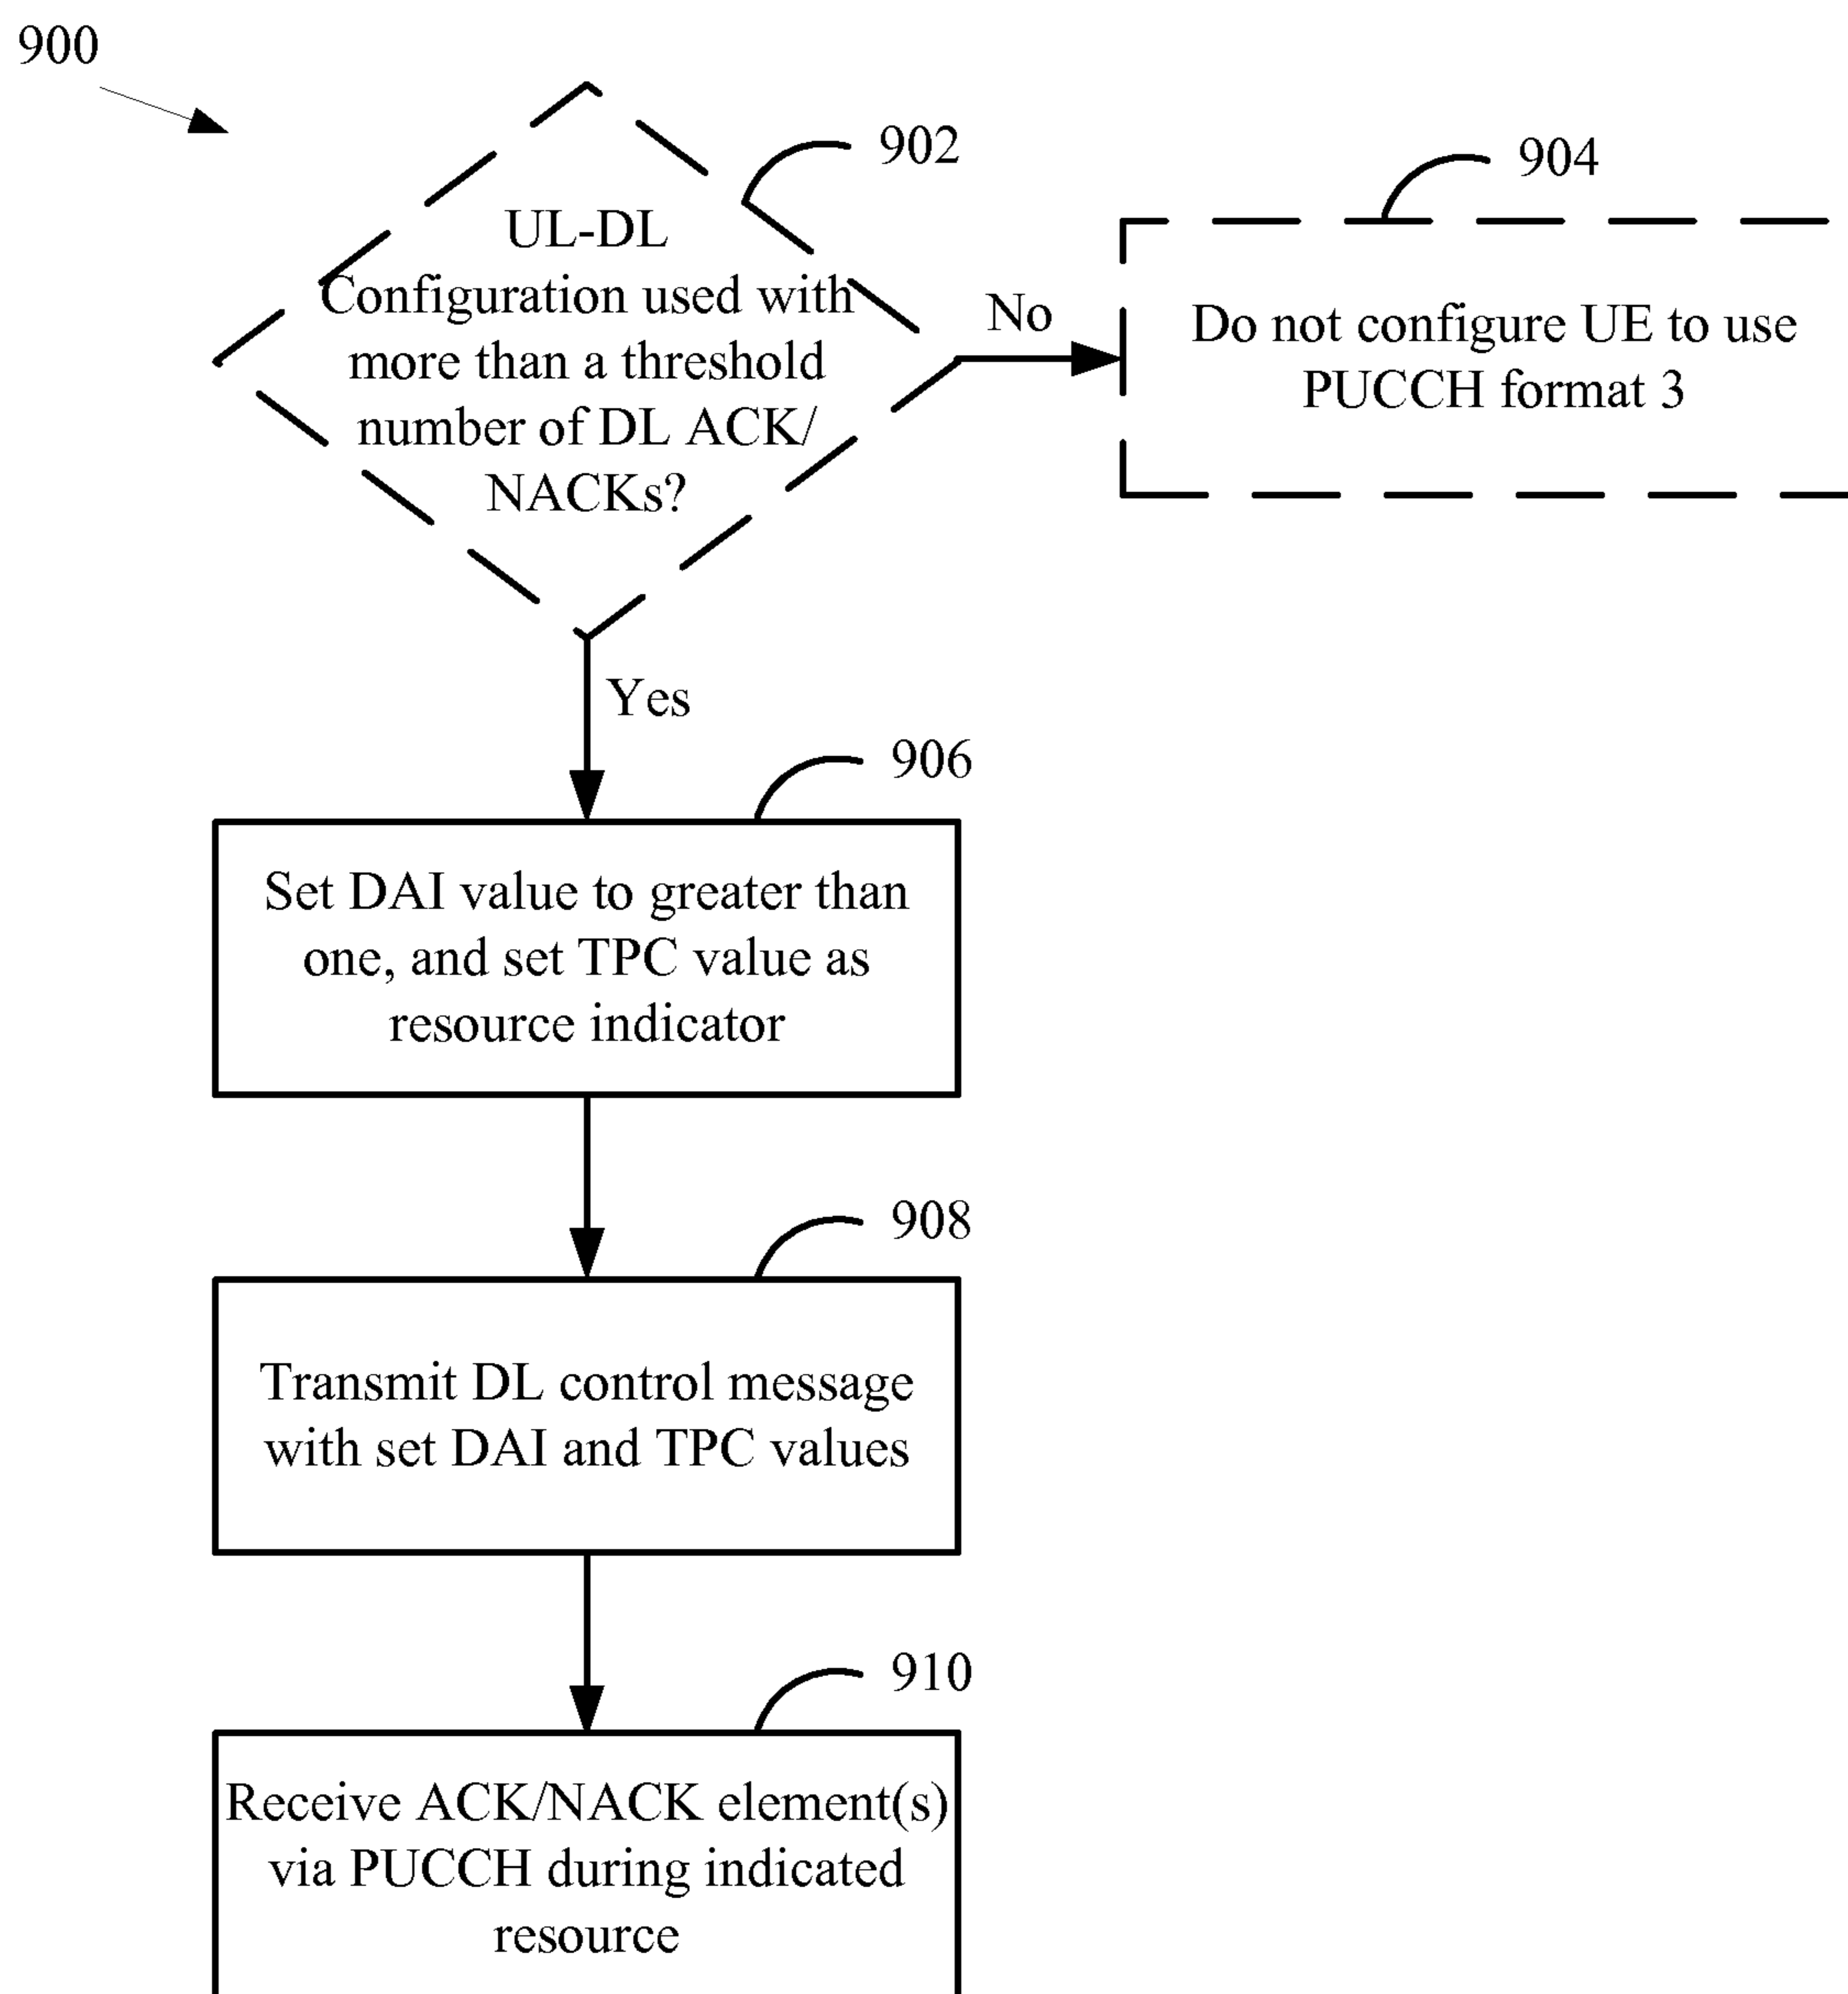 900
902
UL-DL
Configuration used with
more than a threshold
number of DL ACK/
NACKs?
No
904
Do not configure UE to use
PUCCH format 3
Yes
906
Set DAI value to greater than
one, and set TPC value as
resource indicator
908
Transmit DL control message
with set DAI and TPC values
910
Receive ACK/NACK element(s)
via PUCCH during indicated
resource